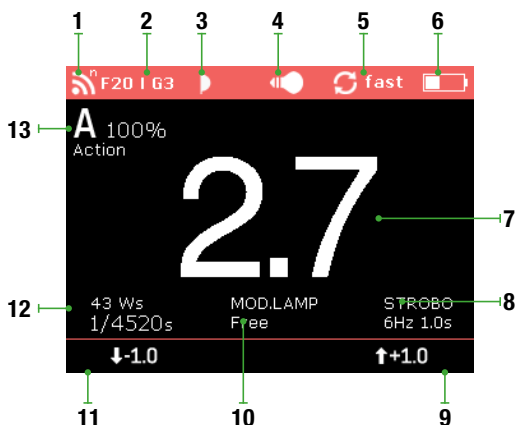 1 2 3 4 5 6
n F20 I G3 fast
13 A 100%
Action
2.7 7
12 43 Ws MOD.LAMP STROBO 8
1/4520s Free 6Hz 1.0s
-1.0 +1.0
11 10 9